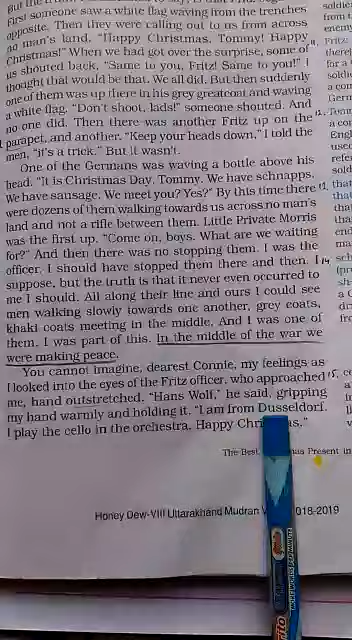 But the
First someone saw a white flag waving from the trenches
opposite. Then they were calling out to us from across
no man's land. "Happy Christmas, Tommy! Happy
Christmas!" When we had got over the surprise, some of
us shouted back, "Same to you, Fritz! Same to you!" I
thought that would be that. We all did. But then suddenly
one of them was up there in his grey greatcoat and waving
a white flag. "Don't shoot, lads!" someone shouted. And
no one did. Then there was another Fritz up on the
parapet, and another. "Keep your heads down," I told the
men, "it's a trick." But it wasn't.
One of the Germans was waving a bottle above his
head. "It is Christmas Day, Tommy. We have schnapps.
We have sausage. We meet you? Yes?" By this time there
were dozens of them walking towards us across no man's
land and not a rifle between them. Little Private Morris
was the first up. "Come on, boys. What are we waiting
for?" And then there was no stopping them. I was the
officer. I should have stopped them there and then, I
suppose, but the truth is that it never even occurred to
me I should. All along their line and ours I could see
men walking slowly towards one another, grey coats,
khaki coats meeting in the middle. And I was one of
them. I was part of this. In the middle of the war we
were making peace.
You cannot imagine, dearest Connie, my feelings as
I looked into the eyes of the Fritz officer, who approached
me, hand outstretched. "Hans Wolf," he said, gripping
my hand warmly and holding it. "I am from Dusseldorf.
I play the cello in the orchestra. Happy Chr as."
The Best as Present in
Honey Dew-VIII Uttarakhand Mudran 018-2019